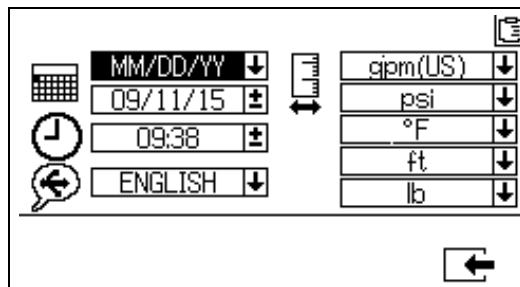 MM/DD/YY
09/11/15
09:38
ENGLISH
gpm(US)
psi
°F
ft
lb